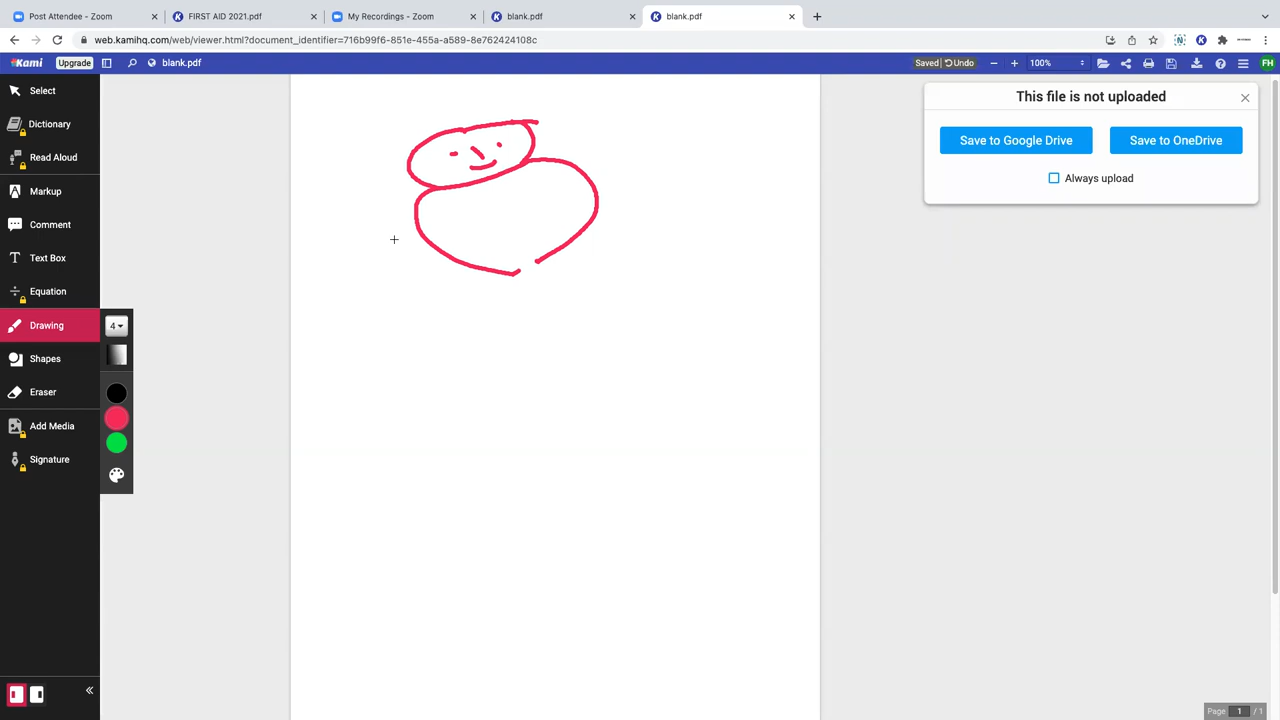 Post Attendee - Zoom
FIRST AID 2021.pdf
My Recordings - Zoom
blank.pdf
blank.pdf
web.kamihq.com/web/viewer.html?document_identifier=716b99f6-851e-455a-a589-8e762424108c
Kami
Upgrade
blank.pdf
Saved
Undo
100%
FH
Select
Dictionary
Read Aloud
Markup
Comment
Text Box
Equation
Drawing
Shapes
Eraser
Add Media
Signature
4
This file is not uploaded
Save to Google Drive
Save to OneDrive
Always upload
Page 1 / 1